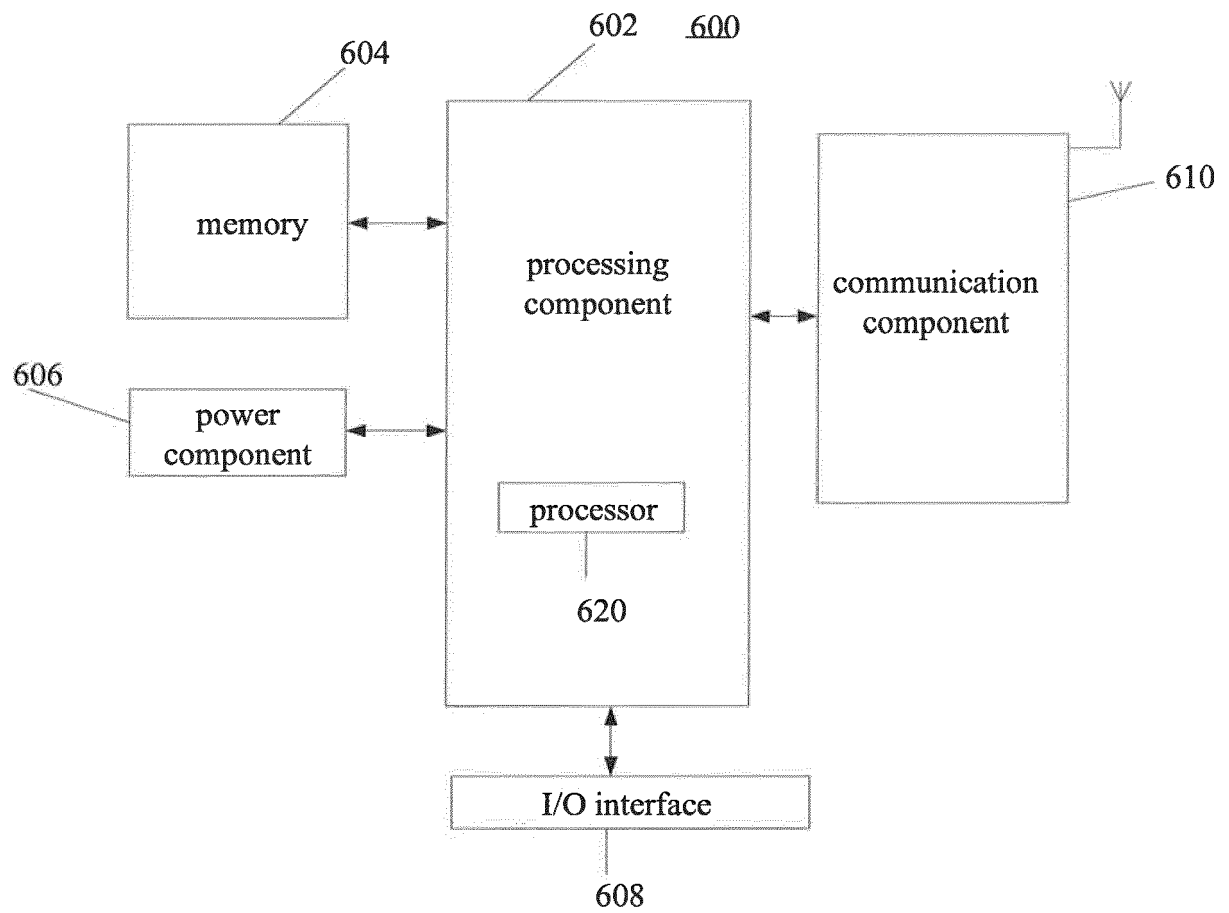 602
600
604
610
memory
processing
component
communication
component
606
power
component
processor
620
I/O interface
608